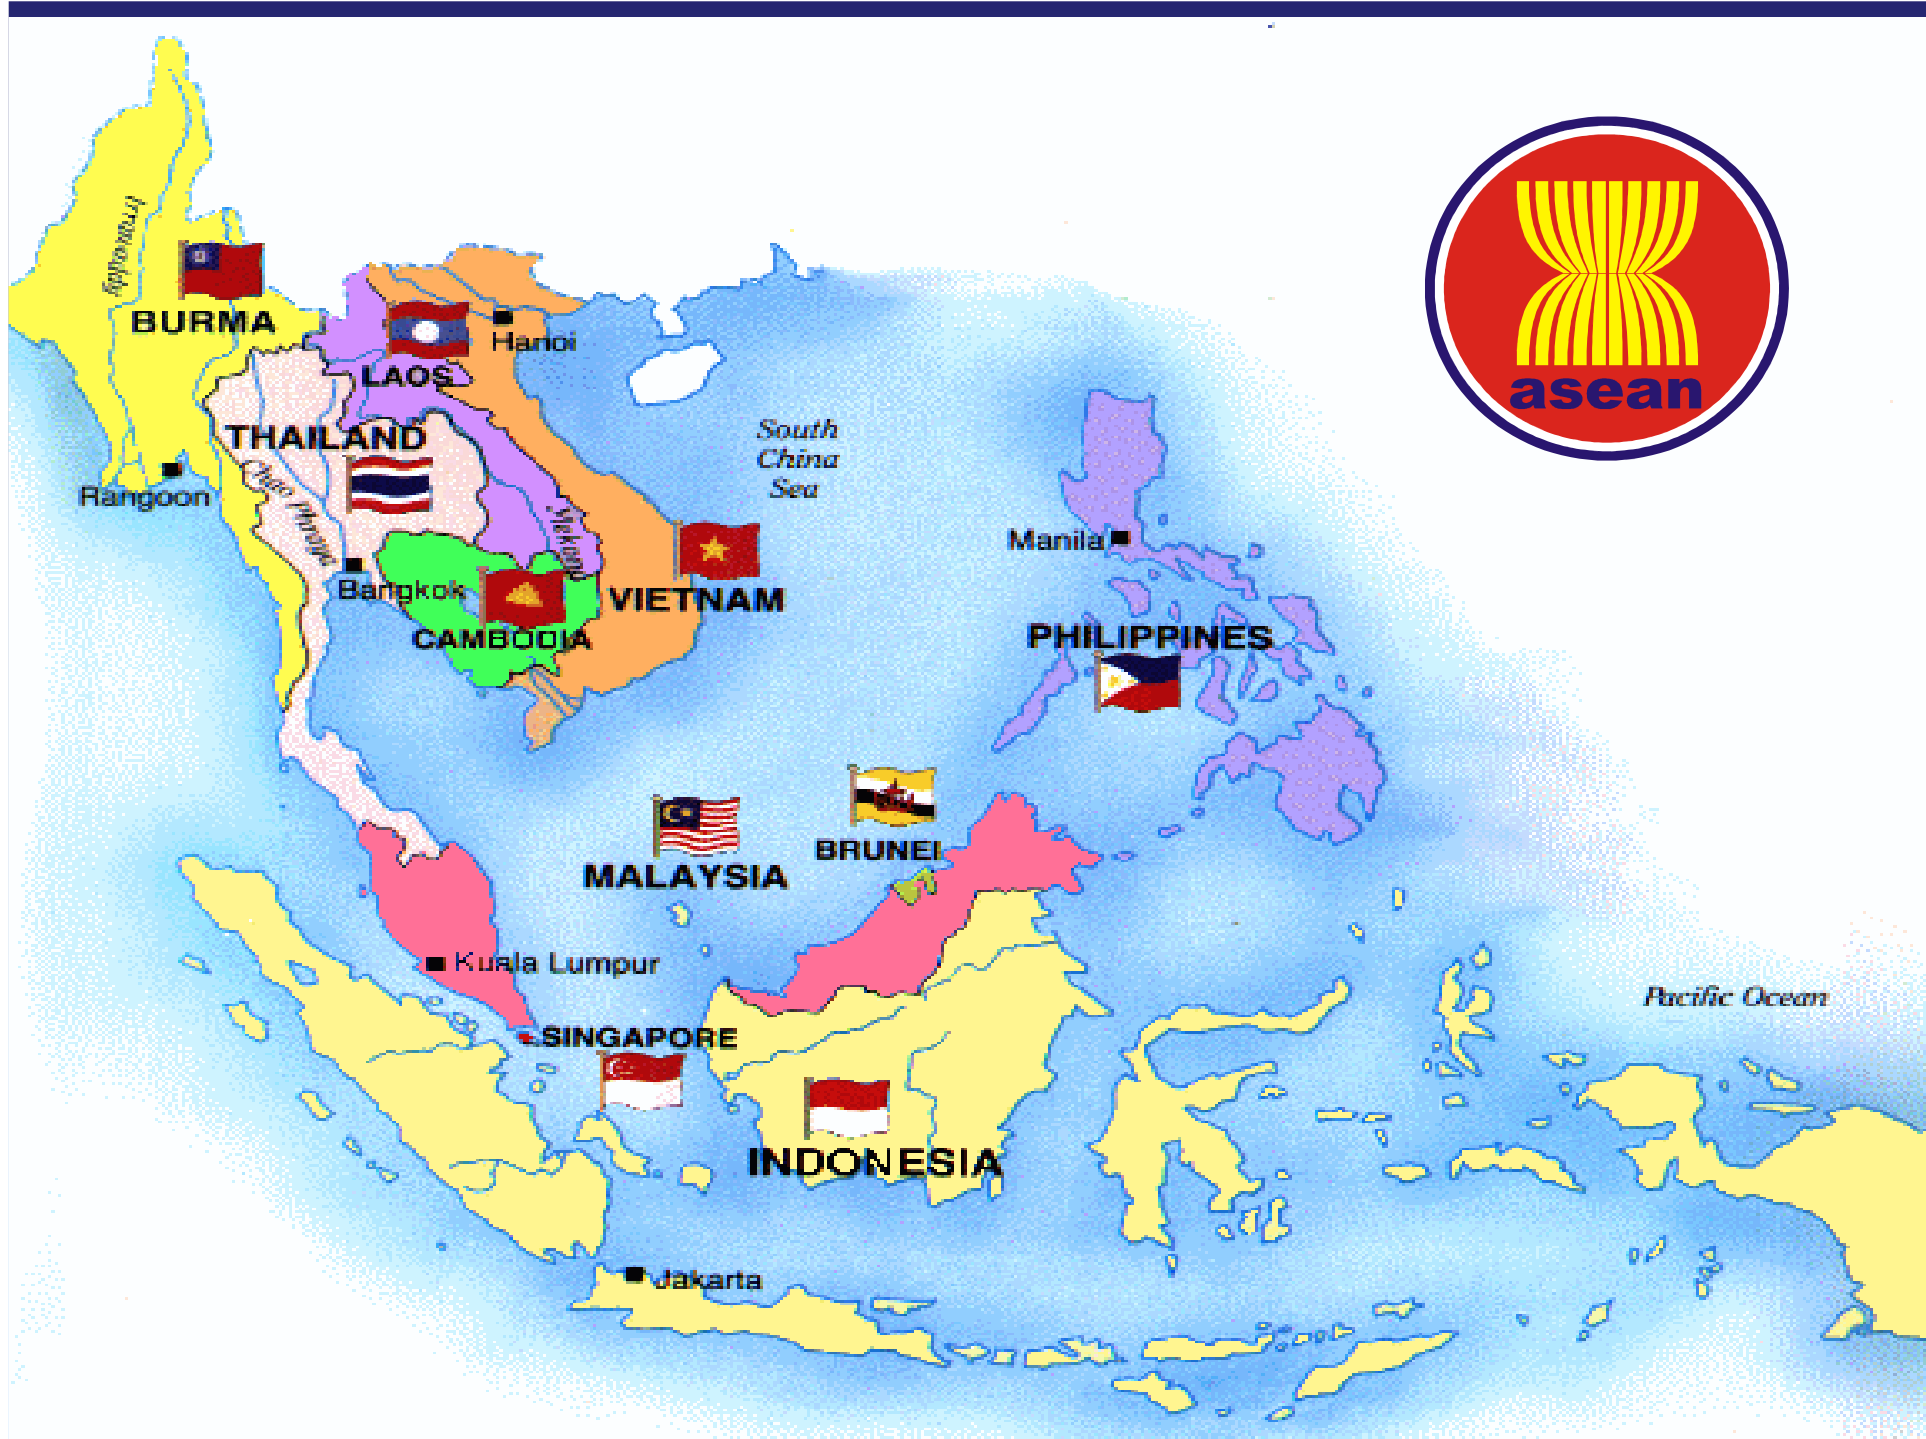 asean
Irrawaddy
BURMA
Hanoi
LAOS
THAILAND
South
China
Sea
Rangoon
Chao Phraya
Mekong
Manila
Bangkok
VIETNAM
CAMBODIA
PHILIPPINES
BRUNEI
MALAYSIA
Kuala Lumpur
Pacific Ocean
SINGAPORE
INDONESIA
Jakarta